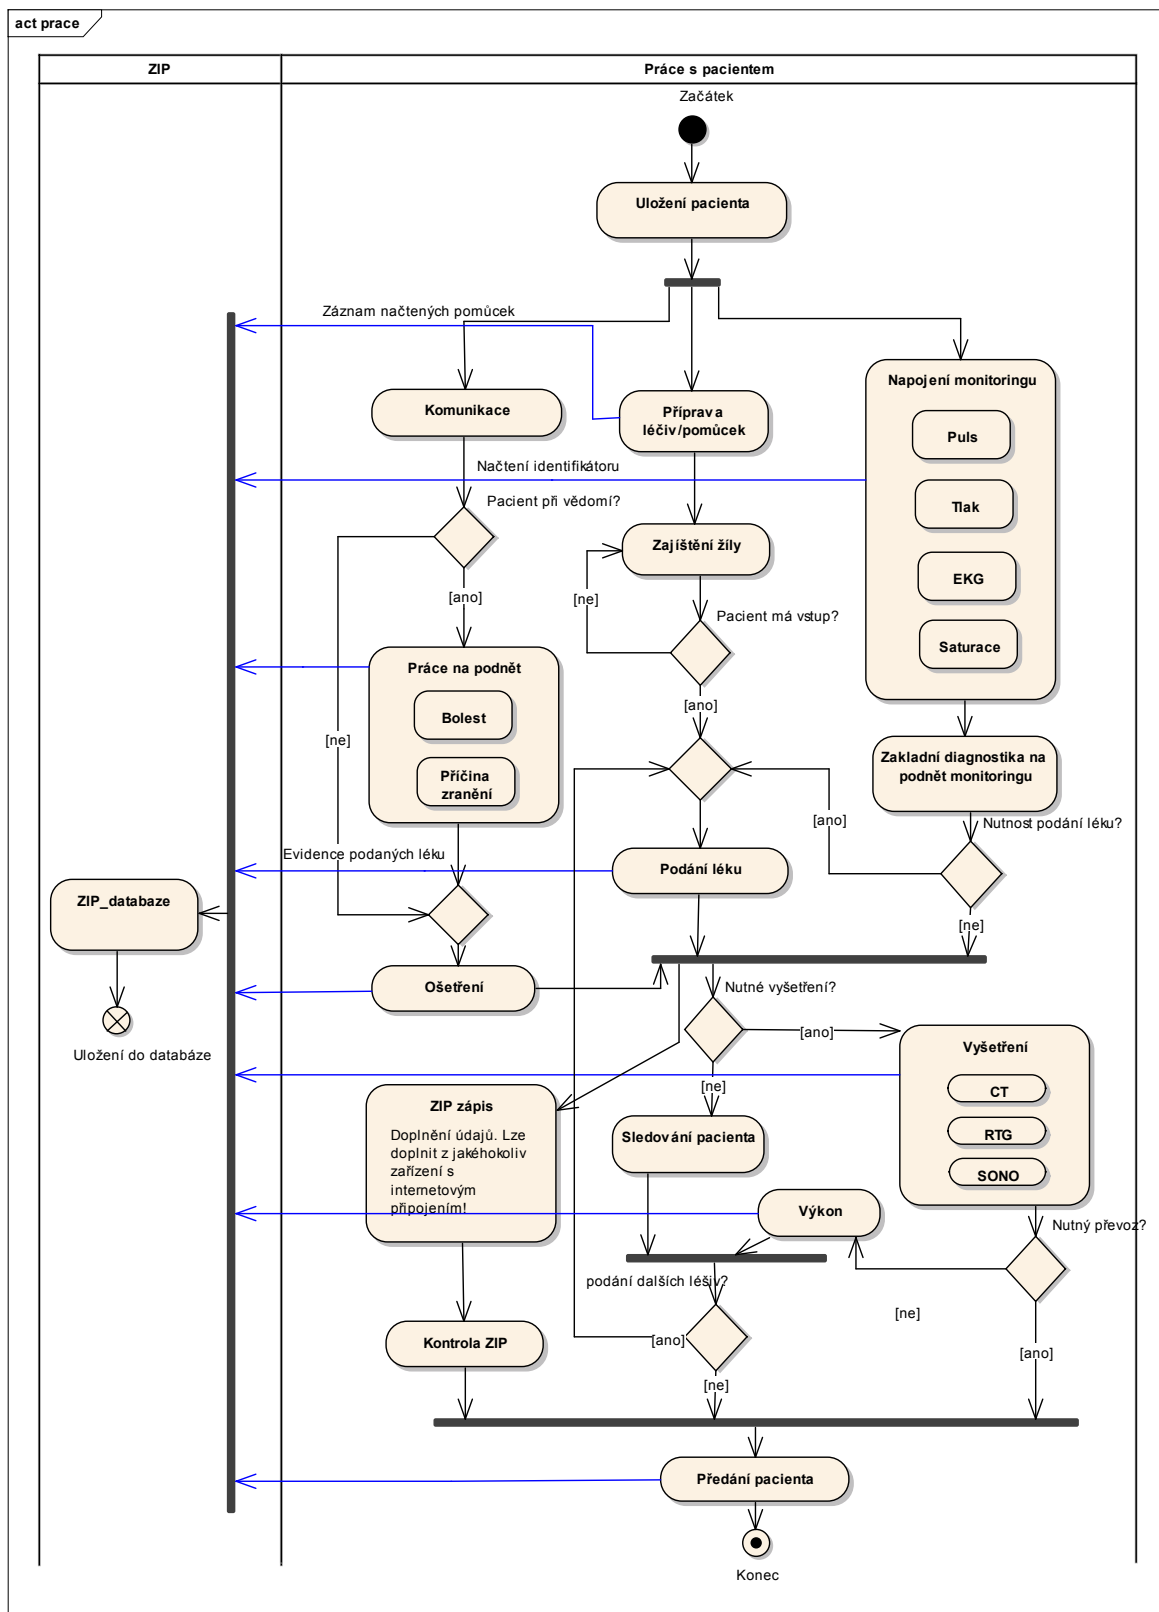 act prace
ZIP
Práce s pacientem
Začátek
Uložení pacienta
Záznam načtených pomůcek
Napojení monitoringu
Komunikace
Příprava
léčiv/pomůcek
Puls
Načtení identifikátoru
Pacient při vědomí?
Tlak
Zajíštění žíly
EKG
[ano]
[ne]
Pacient má vstup?
Saturace
Práce na podnět
[ano]
Bolest
[ne]
Zakladní diagnostika na
podnět monitoringu
Příčina
zranění
[ano]
Nutnost podání léku?
Evidence podaných léku
Podání léku
ZIP_databaze
[ne]
Ošetření
Nutné vyšetření?
[ano]
Vyšetření
Uložení do databáze
[ne]
CT
ZIP zápis
Doplnění údajů. Lze
doplnit z jakéhokoliv
zařízení s
internetovým
připojením!
RTG
Sledování pacienta
SONO
Výkon
Nutný převoz?
podání dalších léšiv?
[ne]
Kontrola ZIP
[ano]
[ano]
[ne]
Předání pacienta
Konec